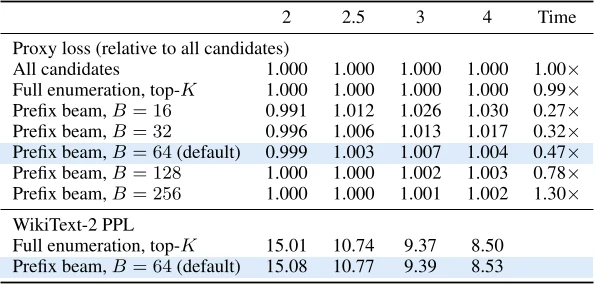 2 2.5 3 4 Time
Proxy loss (relative to all candidates)
All candidates 1.000 1.000 1.000 1.000 1.00×
Full enumeration, top-K 1.000 1.000 1.000 1.000 0.99×
Prefix beam, B = 16 0.991 1.012 1.026 1.030 0.27×
Prefix beam, B = 32 0.996 1.006 1.013 1.017 0.32×
Prefix beam, B = 64 (default) 0.999 1.003 1.007 1.004 0.47×
Prefix beam, B = 128 1.000 1.000 1.002 1.003 0.78×
Prefix beam, B = 256 1.000 1.000 1.001 1.002 1.30×
WikiText-2 PPL
Full enumeration, top-K 15.01 10.74 9.37 8.50
Prefix beam, B = 64 (default) 15.08 10.77 9.39 8.53